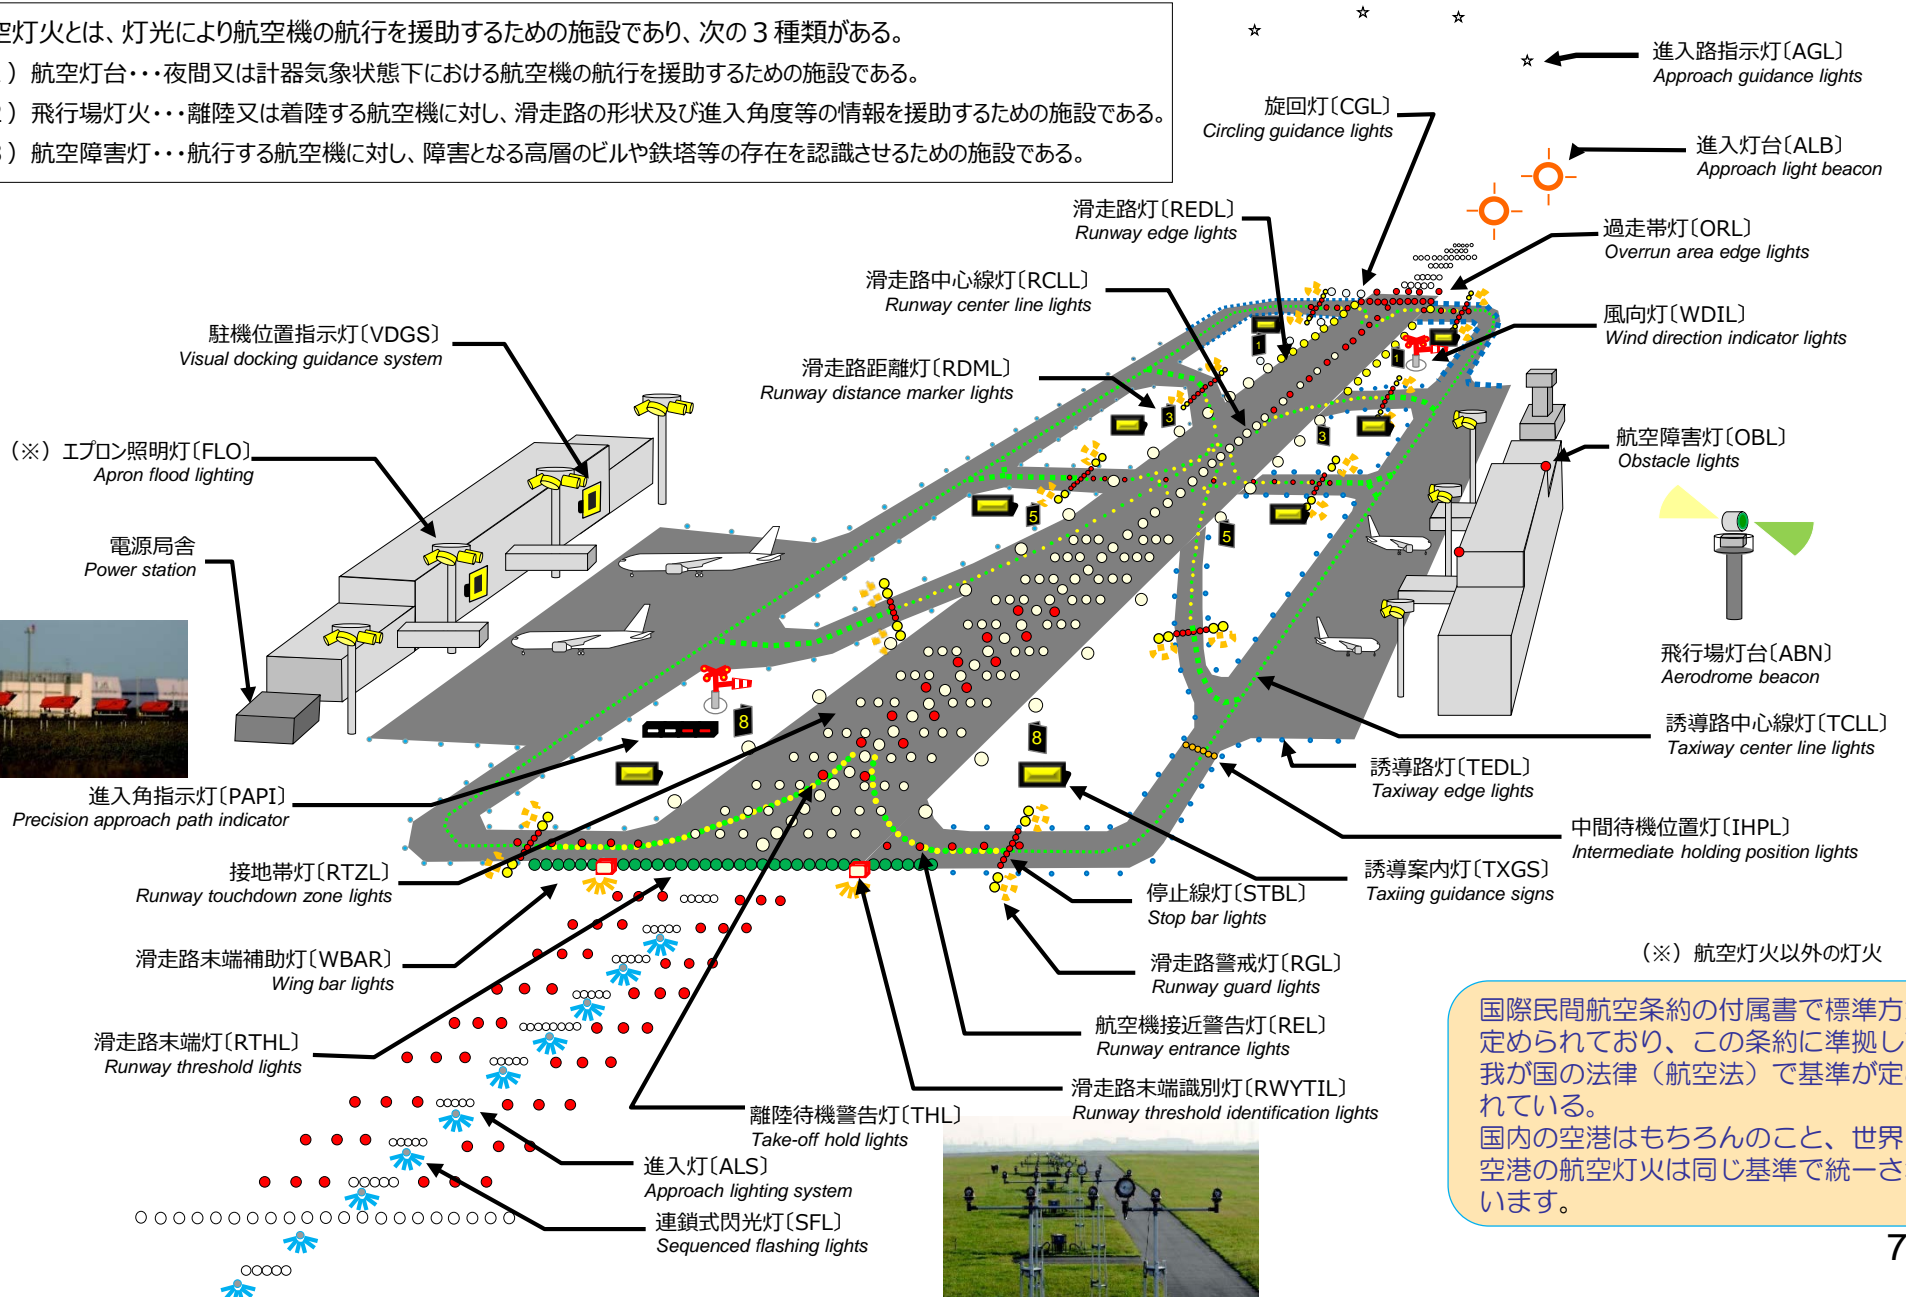 空灯火とは、灯光により航空機の航行を援助するための施設であり、次の3種類がある。
）航空灯台・・・夜間又は計器気象状態下における航空機の航行を援助するための施設である。
）飛行場灯火・・・離陸又は着陸する航空機に対し、滑走路の形状及び進入角度等の情報を援助するための施設である。
）航空障害灯・・・航行する航空機に対し、障害となる高層のビルや鉄塔等の存在を認識させるための施設である。
進入路指示灯〔AGL〕
Approach guidance lights
旋回灯〔CGL〕
Circling guidance lights
進入灯台〔ALB〕
Approach light beacon
滑走路灯〔REDL〕
Runway edge lights
過走帯灯〔ORL〕
Overrun area edge lights
滑走路中心線灯〔RCLL〕
Runway center line lights
風向灯〔WDIL〕
Wind direction indicator lights
駐機位置指示灯〔VDGS〕
Visual docking guidance system
滑走路距離灯〔RDML〕
Runway distance marker lights
1
1
3
3
5
5
8
8
（※）エプロン照明灯〔FLO〕
Apron flood lighting
航空障害灯〔OBL〕
Obstacle lights
電源局舎
Power station
飛行場灯台〔ABN〕
Aerodrome beacon
誘導路中心線灯〔TCLL〕
Taxiway center line lights
誘導路灯〔TEDL〕
Taxiway edge lights
進入角指示灯〔PAPI〕
Precision approach path indicator
中間待機位置灯〔IHPL〕
Intermediate holding position lights
接地帯灯〔RTZL〕
Runway touchdown zone lights
誘導案内灯〔TXGS〕
Taxiing guidance signs
停止線灯〔STBL〕
Stop bar lights
滑走路末端補助灯〔WBAR〕
Wing bar lights
滑走路警戒灯〔RGL〕
Runway guard lights
滑走路末端灯〔RTHL〕
Runway threshold lights
航空機接近警告灯〔REL〕
Runway entrance lights
滑走路末端識別灯〔RWYTIL〕
Runway threshold identification lights
離陸待機警告灯〔THL〕
Take-off hold lights
進入灯〔ALS〕
Approach lighting system
連鎖式閃光灯〔SFL〕
Sequenced flashing lights
（※）航空灯火以外の灯火
国際民間航空条約の付属書で標準方
定められており、この条約に準拠し
我が国の法律（航空法）で基準が定
れている。
国内の空港はもちろんのこと、世界
空港の航空灯火は同じ基準で統一さ
います。
7